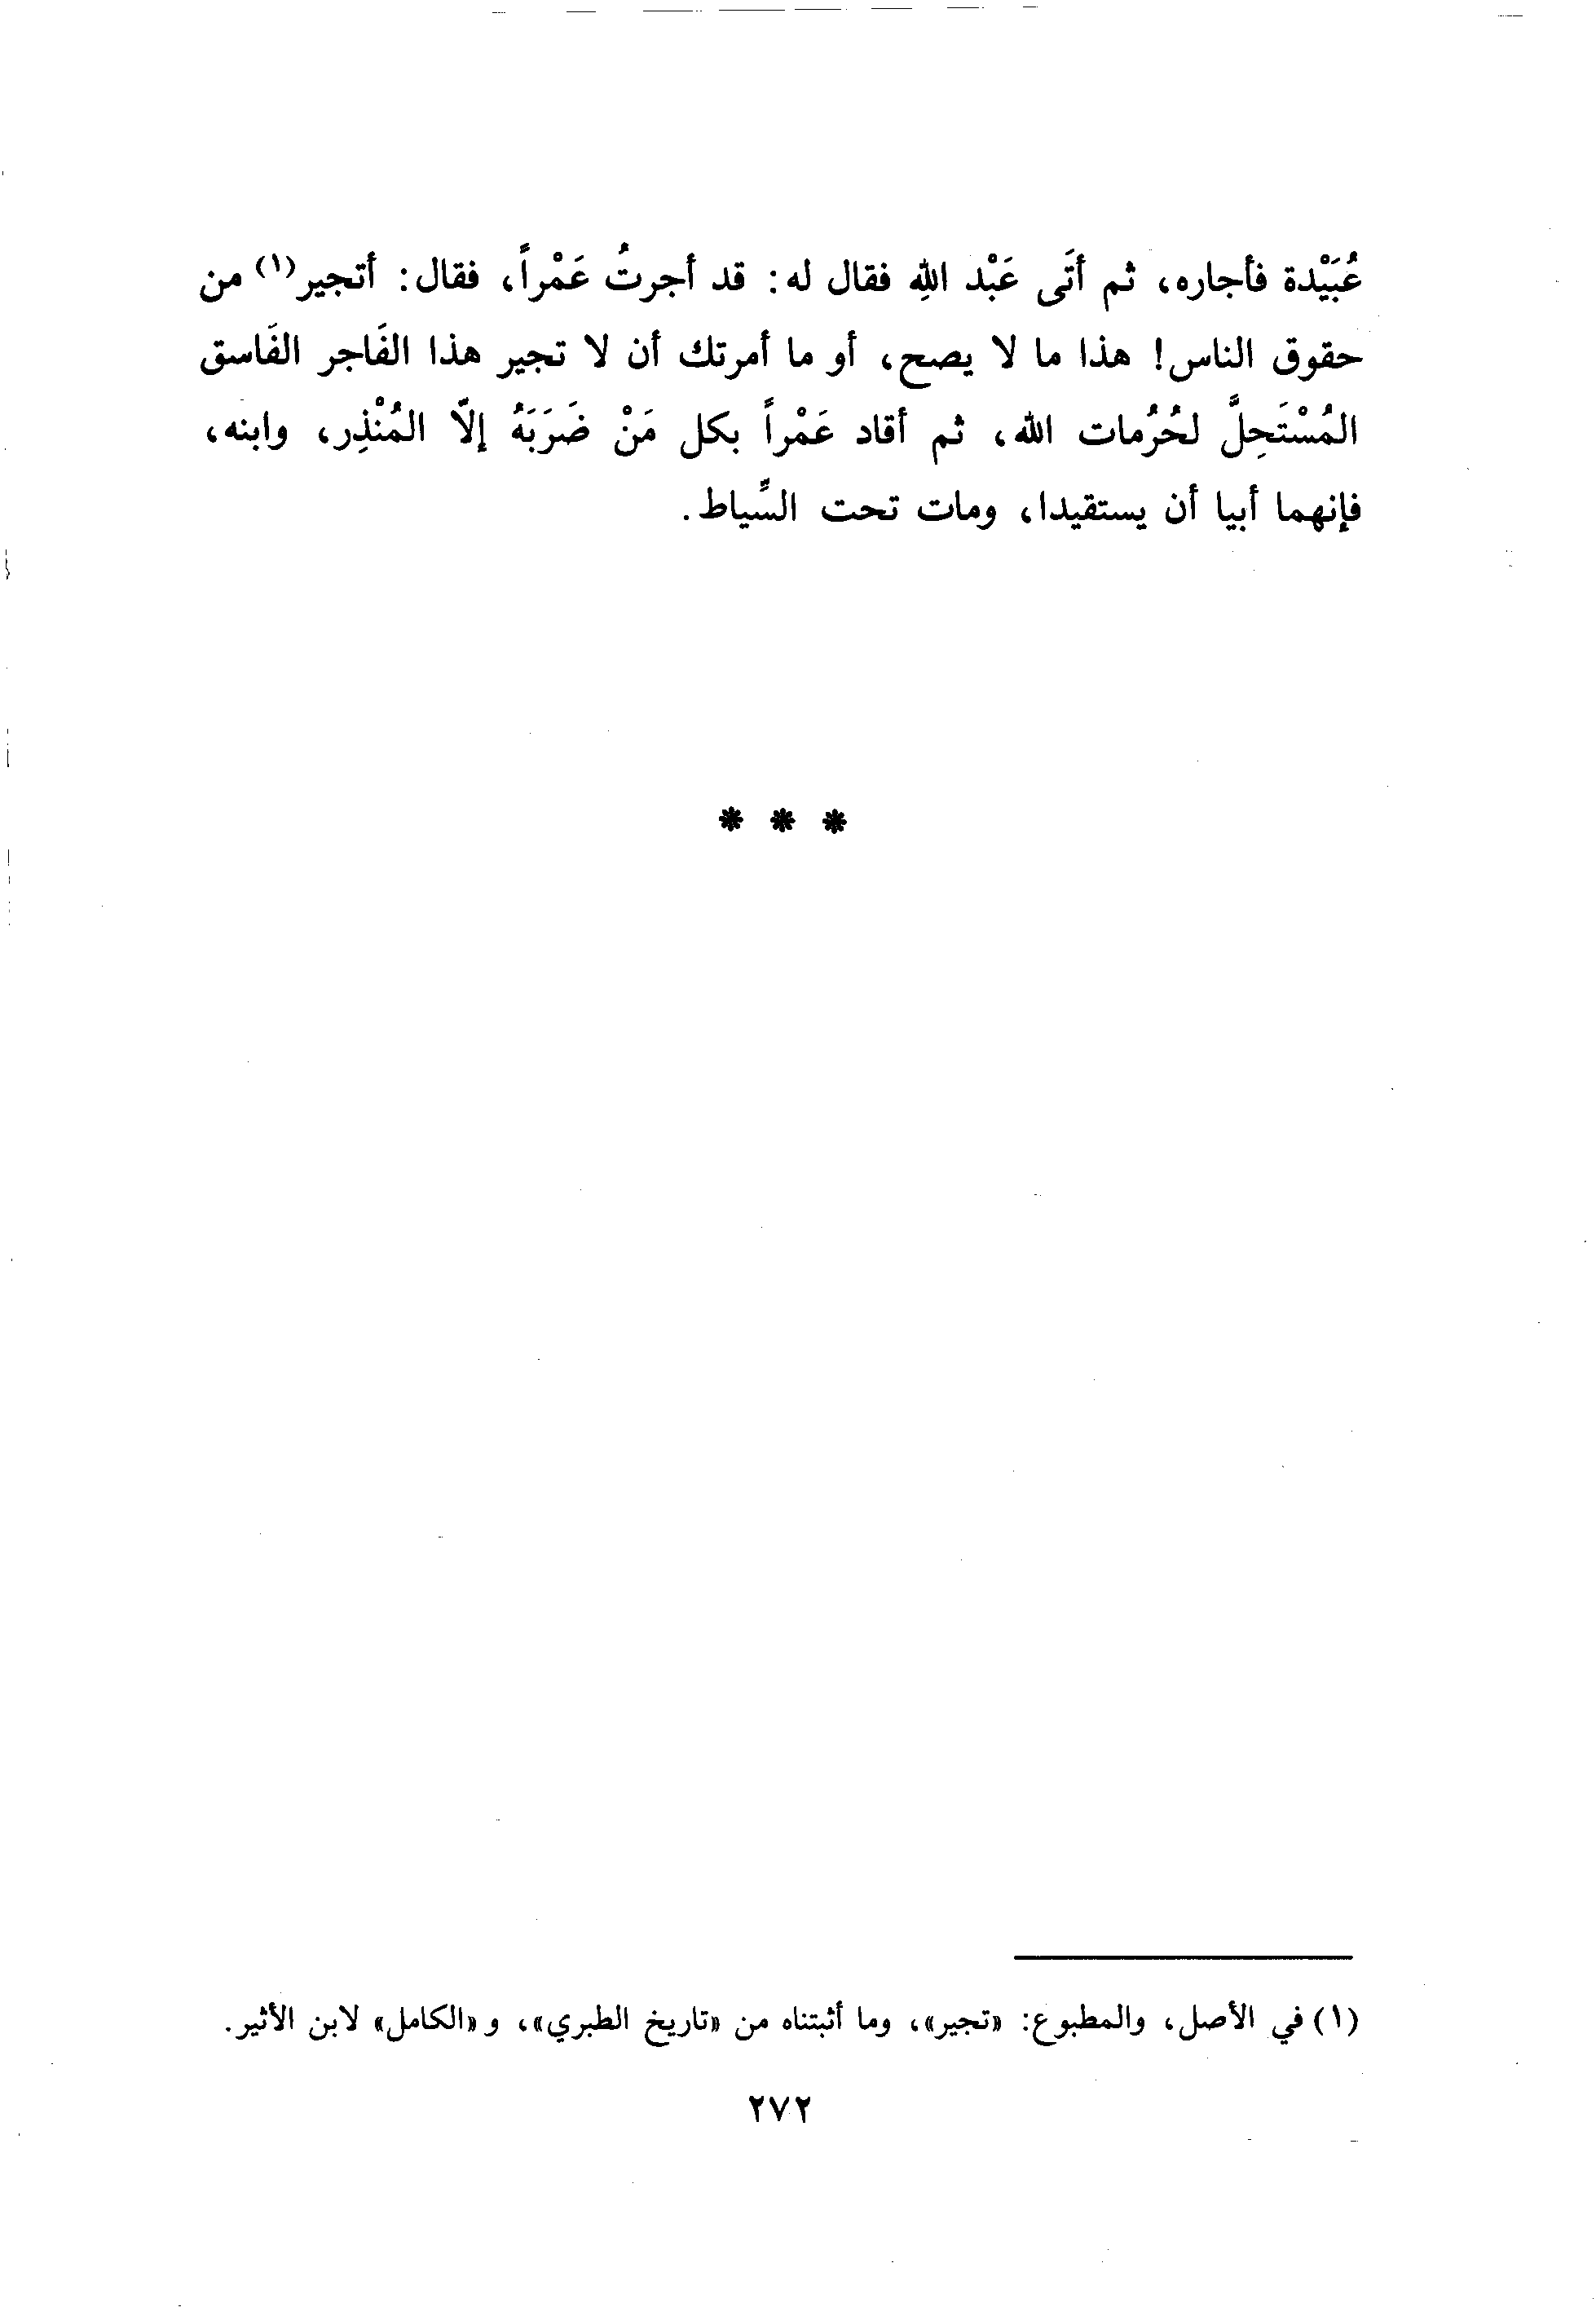 عُبَيْدة فأجاره، ثم أتَى عَبْد اللهِ فقال له: قد أجرتُ عَمْراً، فقال: أتجير(١) من
حقوق الناس! هذا ما لا يصح، أو ما أمرتك أن لا تجير هذا الفَاجر الفَاسق
المُسْتَحِلَّ لحُرُمات الله، ثم أقاد عَمْراً بكل مَنْ ضَرَبَهُ إلّا المُنْذِر، وابنه،
فإنهما أبيا أن يستقيدا، ومات تحت السِّياط.
* * *
(١) في الأصل، والمطبوع: «تجير»، وما أثبتناه من «تاريخ الطبري»، و«الكامل» لابن الأثير.
٢٧٢